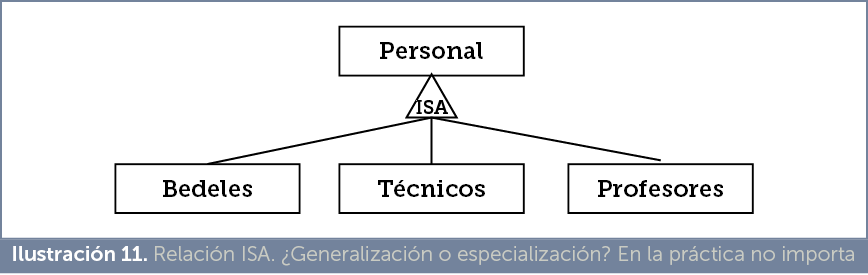 Personal
ISA
Bedeles Técnicos Profesores
Ilustración 11. Relación ISA. ¿Generalización o especialización? En la práctica no importa